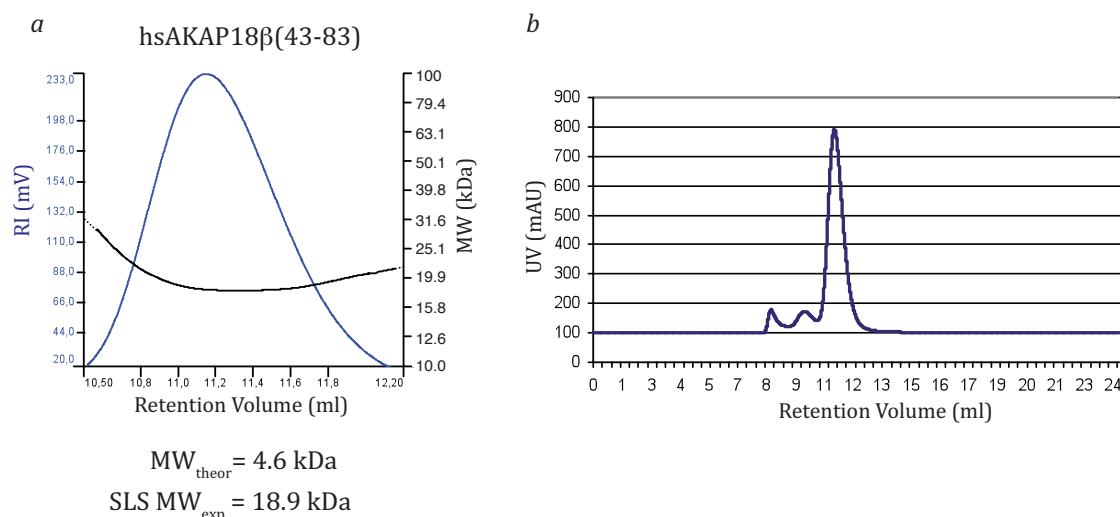 a
hsAKAP18β(43-83)
233,0
198,0
176,0
154,0
132,0
110,0
88,0
66,0
44,0
20,0
RI (mV)
100
79.4
63.1
50.1
39.8
31.6
25.1
19.9
15.8
12.6
10.0
MW (kDa)
10,50 10,8 11,0 11,2 11,4 11,6 11,8 12,20
Retention Volume (ml)
MWtheor= 4.6 kDa
SLS MWexp = 18.9 kDa
b
900
800
700
600
500
400
300
200
100
0
UV (mAU)
0 1 3 4 5 7 8 9 11 12 13 15 16 17 19 20 21 23 24
Retention Volume (ml)